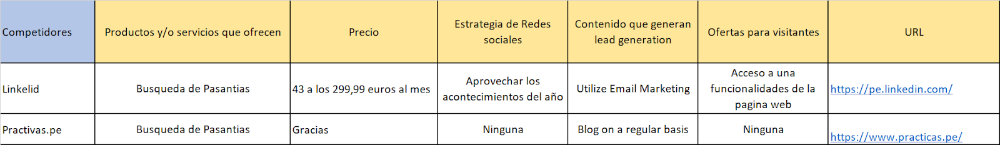 Competidores
Productos y/o servicios que ofrecen
Precio
Estrategia de Redes
sociales
Contenido que generan
lead generation
Ofertas para visitantes
URL
Linkelid
Busqueda de Pasantias
43 a los 299,99 euros al mes
Aprovechar los
acontecimientos del año
Utilize Email Marketing
Acceso a una
funcionalidades de la
pagina web
https://pe.linkedin.com/
Practivas.pe
Busqueda de Pasantias
Gracias
Ninguna
Blog on a regular basis
Ninguna
https://www.practicas.pe/